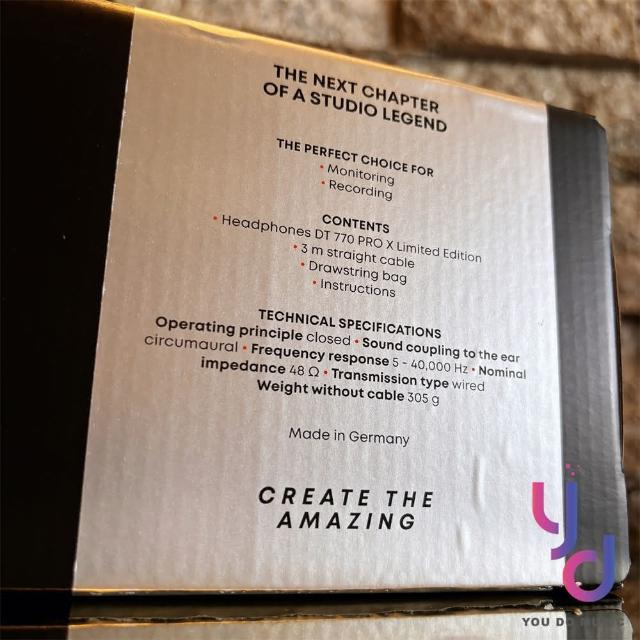 THE NEXT CHAPTER
OF A STUDIO LEGEND
THE PERFECT CHOICE FOR
• Monitoring
• Recording
CONTENTS
• Headphones DT 770 PRO X Limited Edition
• 3 m straight cable
• Drawstring bag
• Instructions
TECHNICAL SPECIFICATIONS
Operating principle closed • Sound coupling to the ear
circumaural • Frequency response 5 - 40,000 Hz • Nominal
impedance 48 Ω • Transmission type wired
Weight without cable 305 g
Made in Germany
CREATE THE
AMAZING
yd
YOU